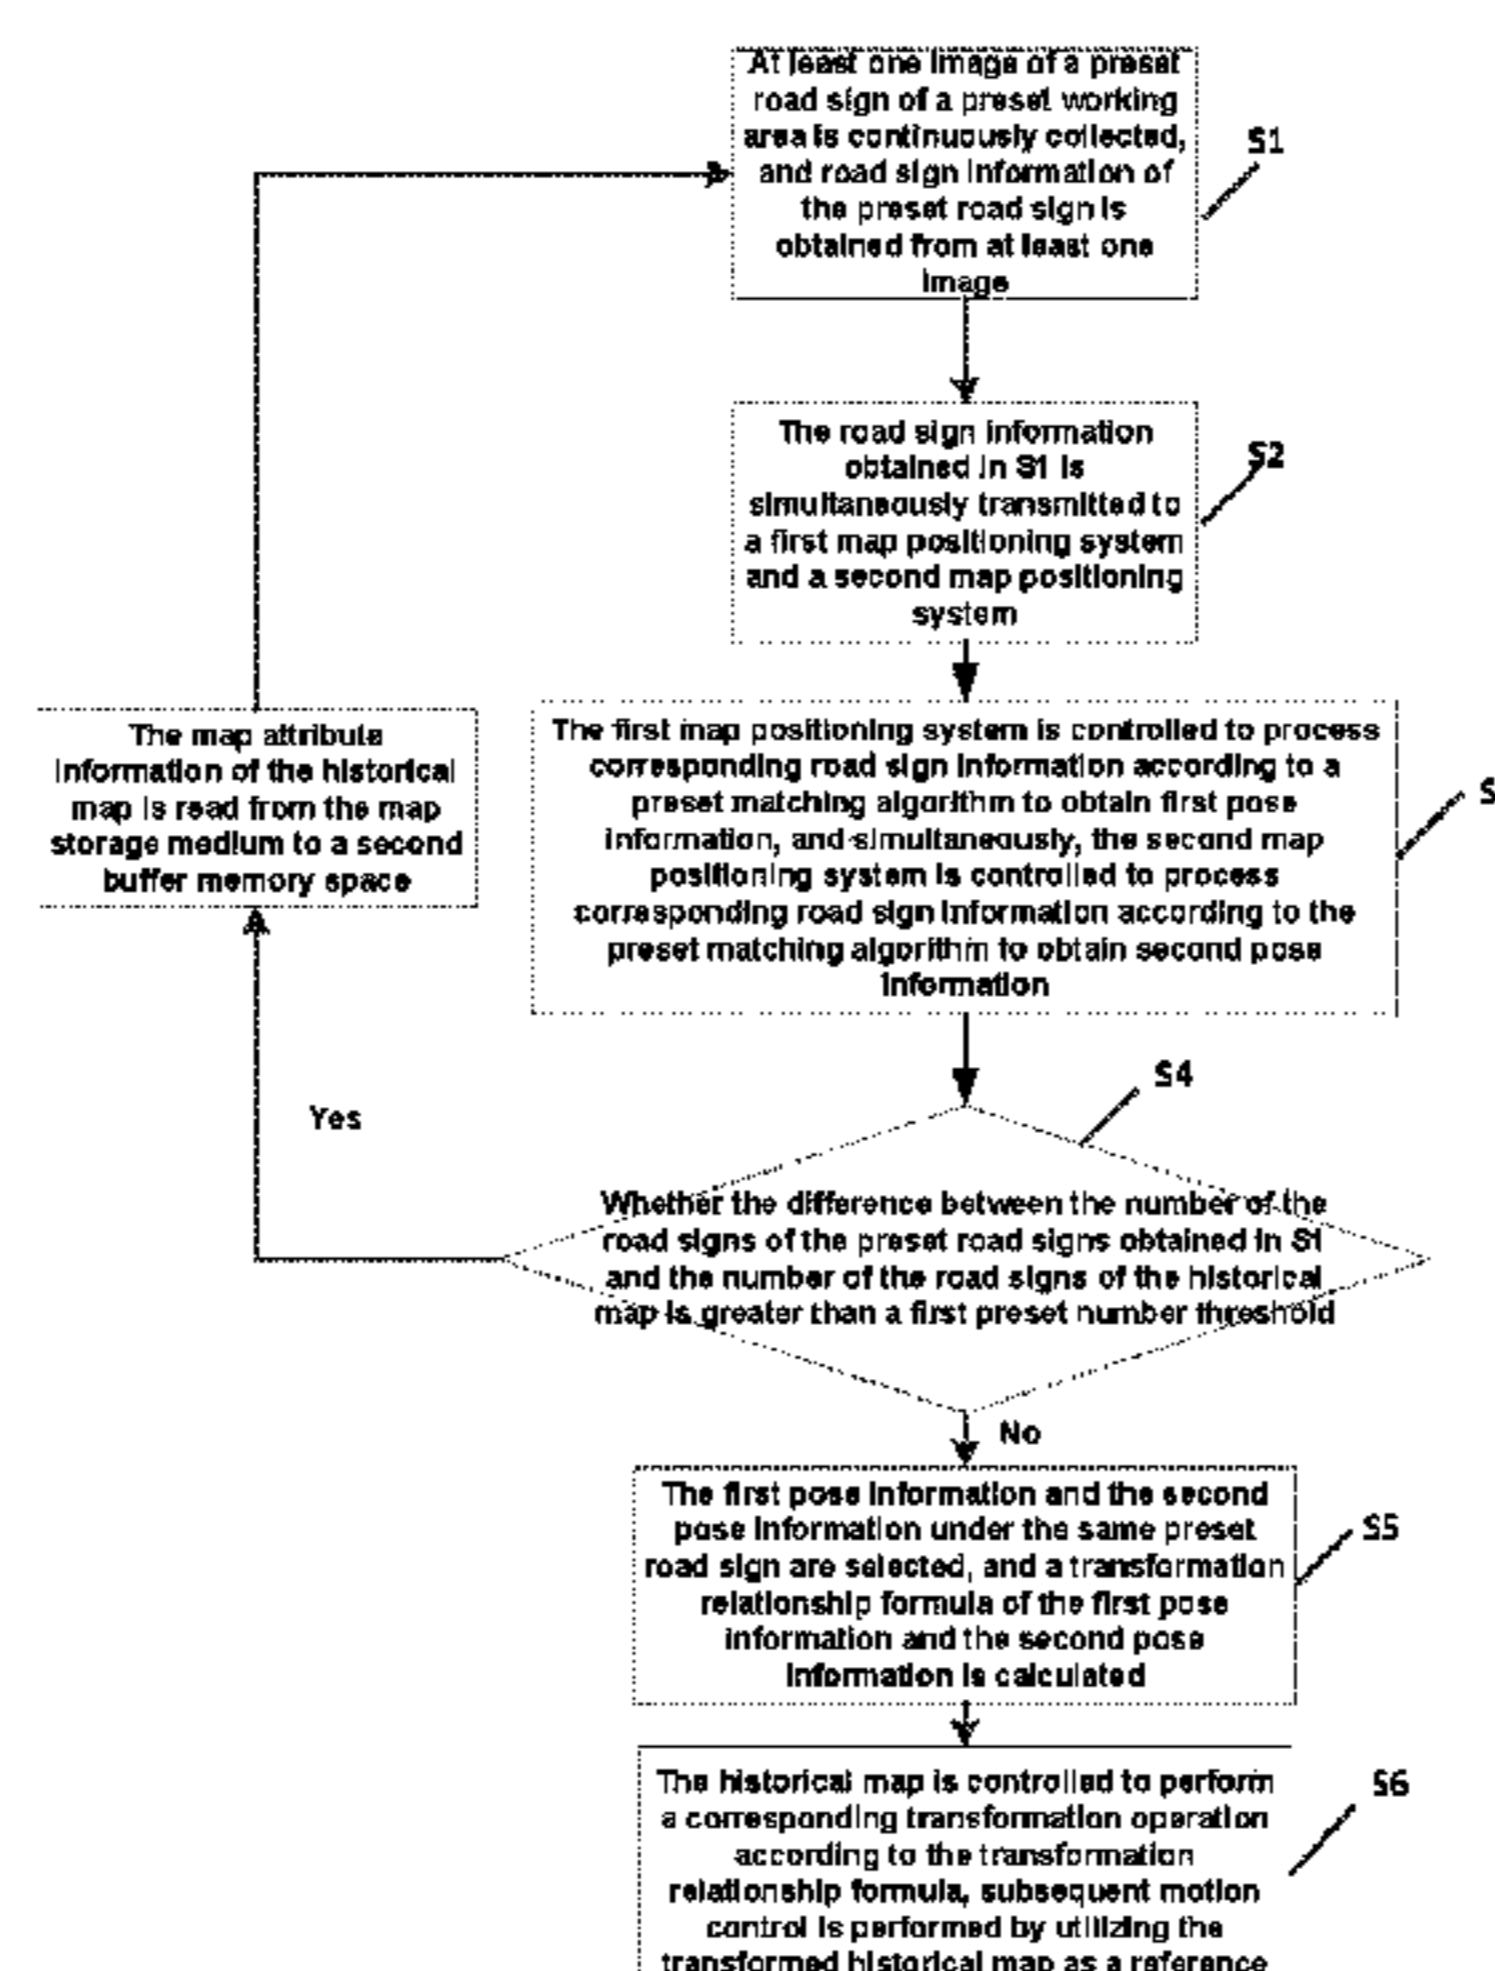 At least one image of a preset
road sign of a preset working
area is continuously collected,
and road sign information of
the preset road sign is
obtained from at least one
image
S1
The road sign information
obtained in S1 is
simultaneously transmitted to
a first map positioning system
and a second map positioning
system
S2
The map attribute
information of the historical
map is read from the map
storage medium to a second
buffer memory space
The first map positioning system is controlled to process
corresponding road sign information according to a
preset matching algorithm to obtain first pose
information, and simultaneously, the second map
positioning system is controlled to process
corresponding road sign information according to the
preset matching algorithm to obtain second pose
information
S
S4
Yes
Whether the difference between the number of the
road signs of the preset road signs obtained in S1
and the number of the road signs of the historical
map is greater than a first preset number threshold
No
The first pose information and the second
pose information under the same preset
road sign are selected, and a transformation
relationship formula of the first pose
information and the second pose
information is calculated
S5
The historical map is controlled to perform
a corresponding transformation operation
according to the transformation
relationship formula, subsequent motion
control is performed by utilizing the
transformed historical map as a reference
S6